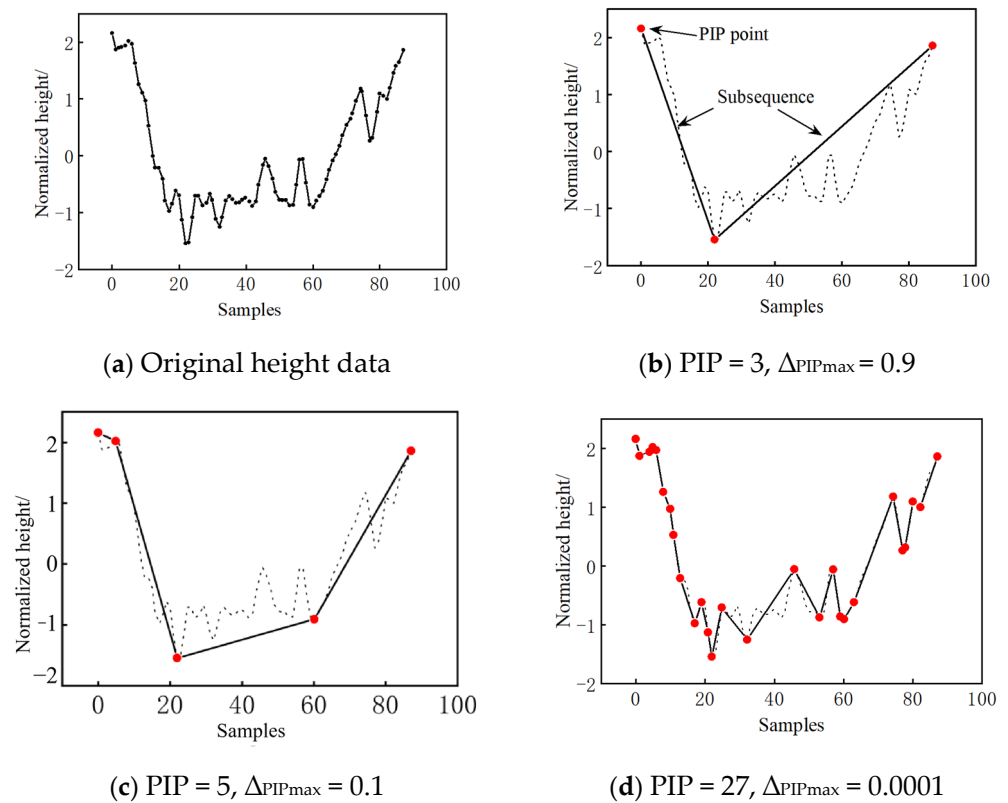 2
1
0
−1
−2
Normalized height/
0 20 40 60 80 100
Samples
(a) Original height data
2
1
0
−1
−2
Normalized height/
PIP point
Subsequence
0 20 40 60 80 100
Samples
(b) PIP = 3, ΔPIPmax = 0.9
2
1
0
−1
−2
Normalized height/
0 20 40 60 80 100
Samples
(c) PIP = 5, ΔPIPmax = 0.1
2
1
0
−1
−2
Normalized height/
0 20 40 60 80 100
Samples
(d) PIP = 27, ΔPIPmax = 0.0001